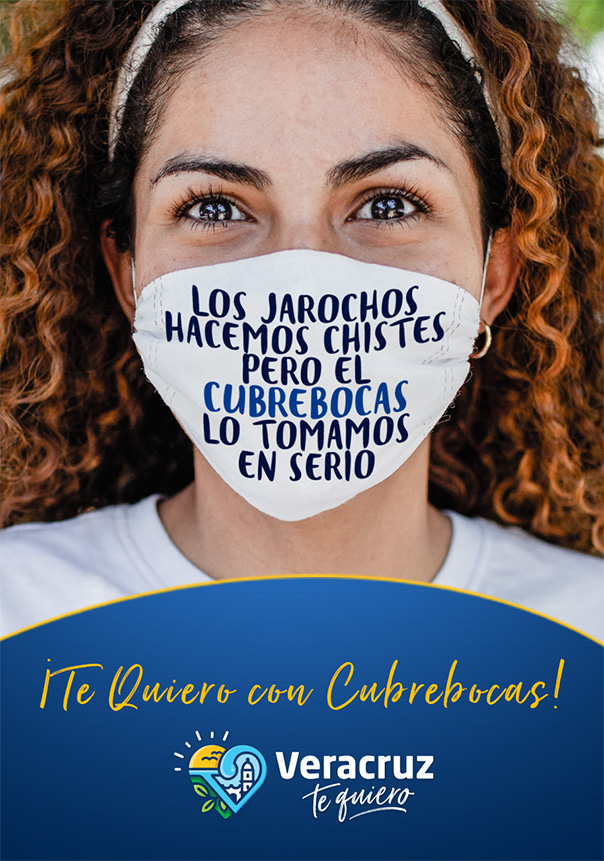 LOS JAROCHOS
HACEMOS CHISTES
PERO EL
CUBREBOCAS
LO TOMAMOS
EN SERIO
¡Te Quiero con Cubrebocas!
Veracruz
te quiero